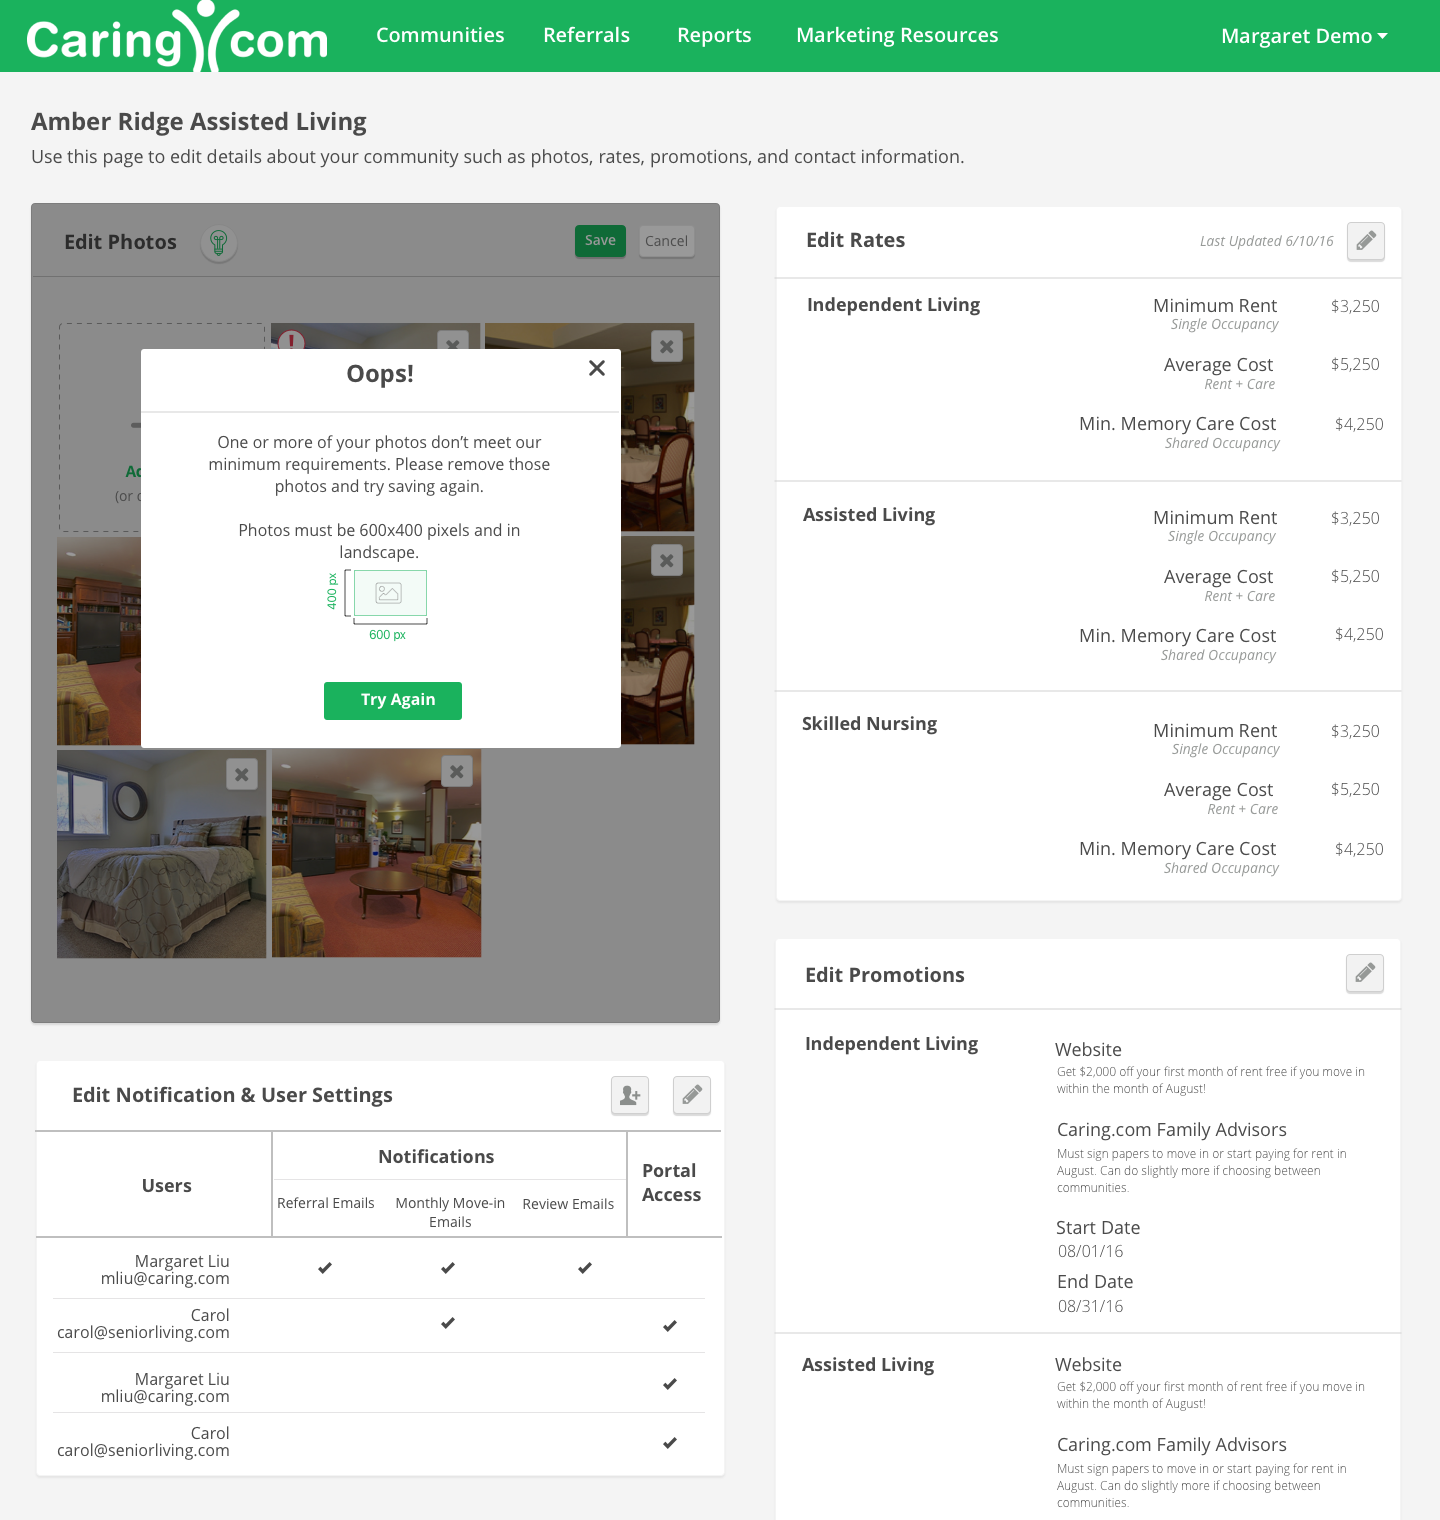 Caring.com
Communities
Referrals
Reports
Marketing Resources
Margaret Demo
Amber Ridge Assisted Living
Use this page to edit details about your community such as photos, rates, promotions, and contact information.
Edit Photos
Save
Cancel
!
Oops!
One or more of your photos don't meet our
minimum requirements. Please remove those
photos and try saving again.
Photos must be 600x400 pixels and in
landscape.
400 px
600 px
Try Again
Edit Notification & User Settings
Users
Notifications
Portal
Access
Referral Emails
Monthly Move-in
Emails
Review Emails
Margaret Liu
mliu@caring.com
Carol
carol@seniorliving.com
Margaret Liu
mliu@caring.com
Carol
carol@seniorliving.com
Edit Rates
Last Updated 6/10/16
Independent Living
Minimum Rent
$3,250
Single Occupancy
Average Cost
$5,250
Rent + Care
Min. Memory Care Cost
$4,250
Shared Occupancy
Assisted Living
Minimum Rent
$3,250
Single Occupancy
Average Cost
$5,250
Rent + Care
Min. Memory Care Cost
$4,250
Shared Occupancy
Skilled Nursing
Minimum Rent
$3,250
Single Occupancy
Average Cost
$5,250
Rent + Care
Min. Memory Care Cost
$4,250
Shared Occupancy
Edit Promotions
Independent Living
Website
Get $2,000 off your first month of rent free if you move in
within the month of August!
Caring.com Family Advisors
Must sign papers to move in or start paying for rent in
August. Can do slightly more if choosing between
communities.
Start Date
08/01/16
End Date
08/31/16
Assisted Living
Website
Get $2,000 off your first month of rent free if you move in
within the month of August!
Caring.com Family Advisors
Must sign papers to move in or start paying for rent in
August. Can do slightly more if choosing between
communities.